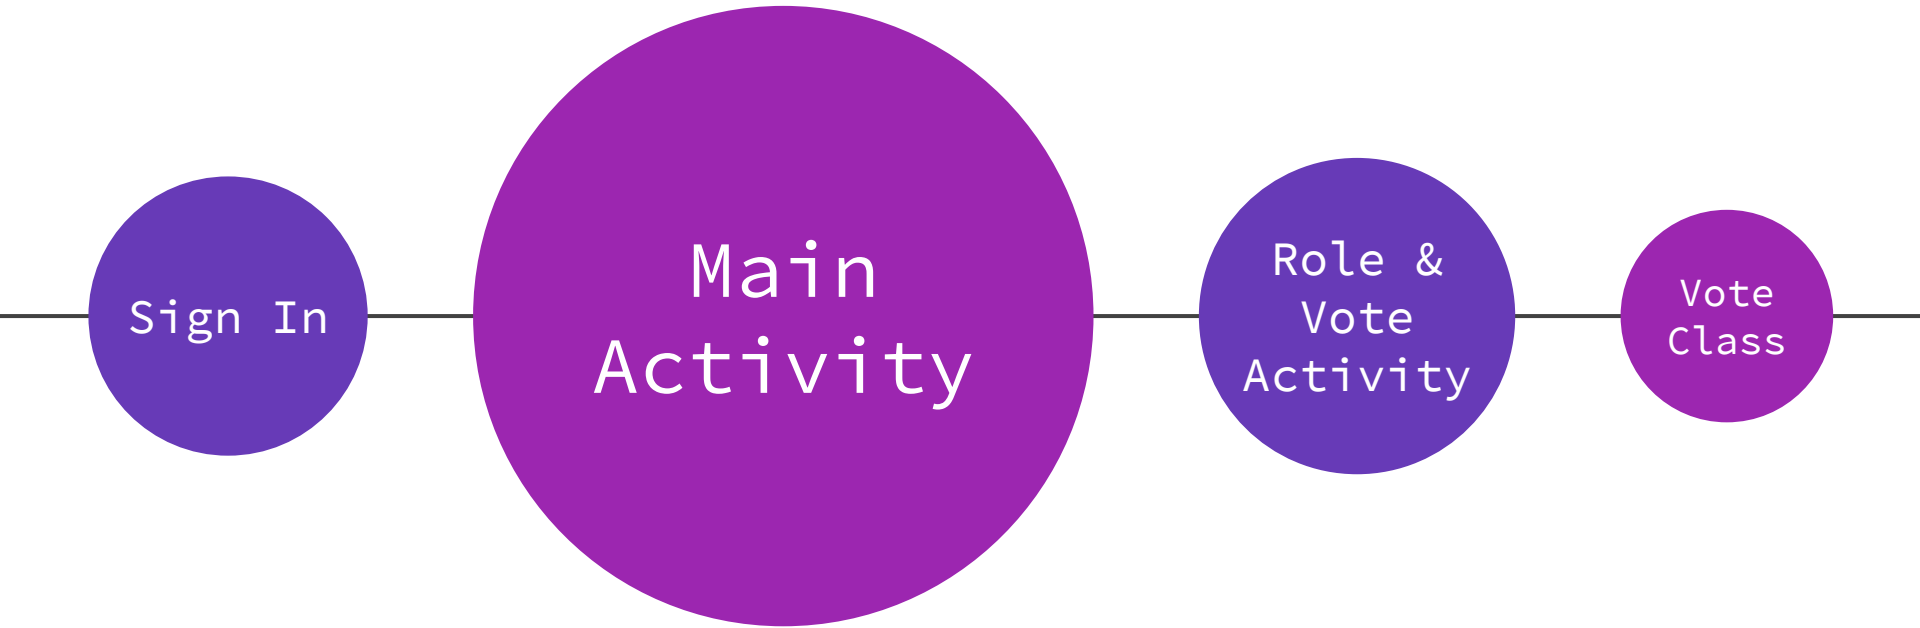 Sign In
Main
Activity
Role &
Vote
Activity
Vote
Class